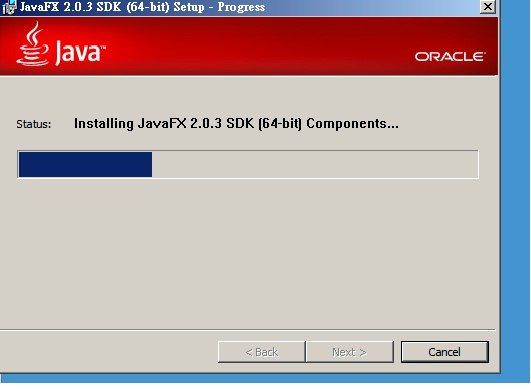 JavaFX 2.0.3 SDK (64-bit) Setup - Progress
Java™
ORACLE®
Status: Installing JavaFX 2.0.3 SDK (64-bit) Components...
< Back Next > Cancel